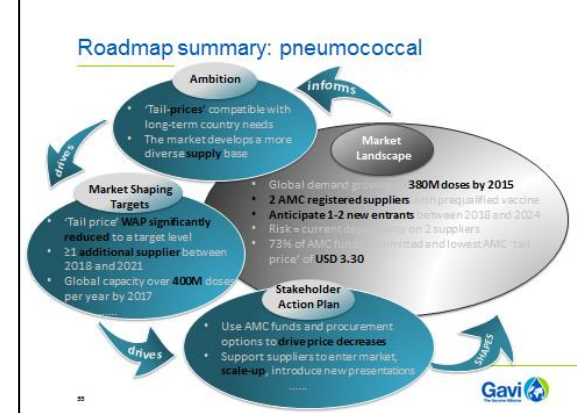 Roadmap summary: pneumococcal
Ambition
• 'Tail-prices' compatible with
long-term country needs
• The market develops a more
diverse supply base
informs
drives
Market
Landscape
• Global demand 380M doses by 2015
• 2 AMC registered suppliers with prequalified vaccine
• Anticipate 1-2 new entrants between 2018 and 2024
• Risk = current on 2 suppliers
• 73% of AMC and lowest AMC 'tail
price' of USD 3.30
Market Shaping
Targets
• 'Tail price' WAP significantly
reduced to a target level
• ≥1 additional supplier between
2018 and 2021
• Global capacity over 400M doses
per year by 2017
......
drives
Stakeholder
Action Plan
• Use AMC funds and procurement
options to drive price decreases
• Support suppliers to enter market,
scale-up, introduce new presentations
......
SHAPES
Gavi
The Vaccine Alliance